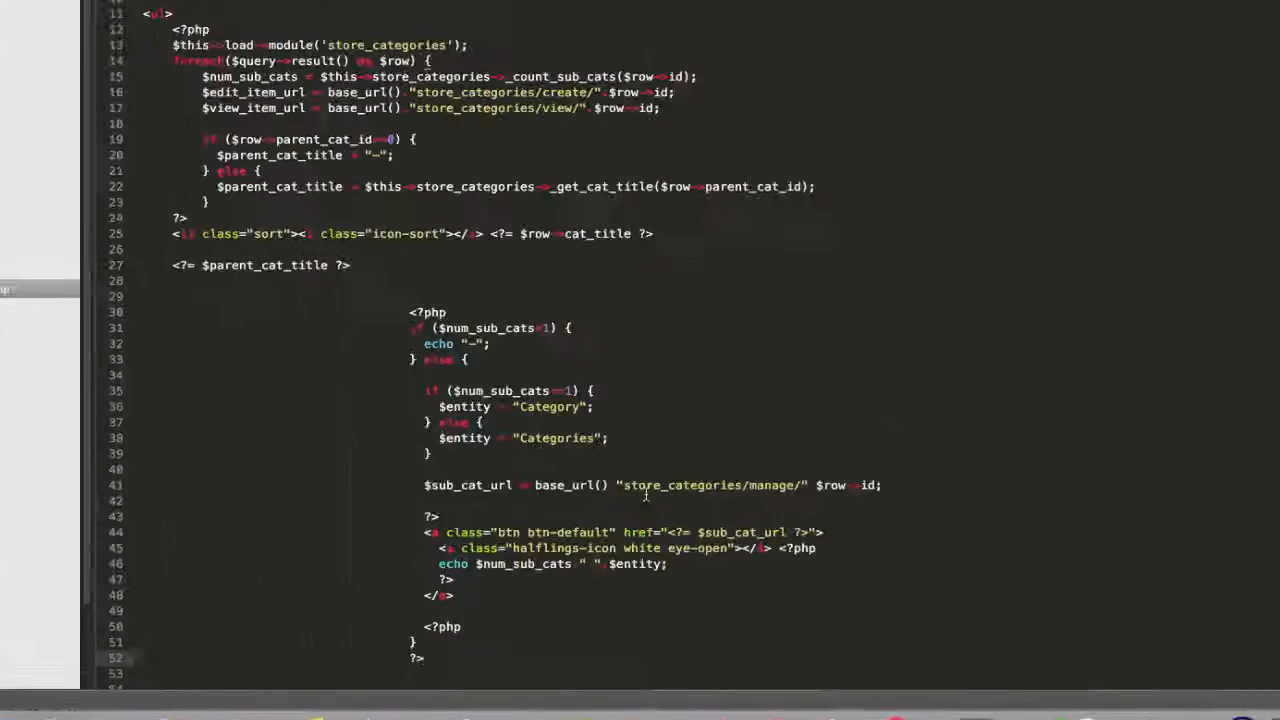 11 <ul>
12 <?php
13 $this->load->module('store_categories');
14 foreach($query->result() as $row) {
15 $num_sub_cats = $this->store_categories->_count_sub_cats($row->id);
16 $edit_item_url = base_url()."store_categories/create/".$row->id;
17 $view_item_url = base_url()."store_categories/view/".$row->id;
18
19 if ($row->parent_cat_id==0) {
20 $parent_cat_title = "-";
21 } else {
22 $parent_cat_title = $this->store_categories->_get_cat_title($row->parent_cat_id);
23 }
24 ?>
25 <li class="sort"><i class="icon-sort"></i> <?= $row->cat_title ?>
26
27 <?= $parent_cat_title ?>
28
29
30 <?php
31 if ($num_sub_cats<1) {
32 echo "-";
33 } else {
34
35 if ($num_sub_cats==1) {
36 $entity = "Category";
37 } else {
38 $entity = "Categories";
39 }
40
41 $sub_cat_url = base_url()."store_categories/manage/".$row->id;
42
43 ?>
44 <a class="btn btn-default" href="<?= $sub_cat_url ?>">
45 <i class="halflings-icon white eye-open"></i> <?php
46 echo $num_sub_cats." ".$entity;
47 ?>
48 </a>
49
50 <?php
51 }
52 ?>
53
54